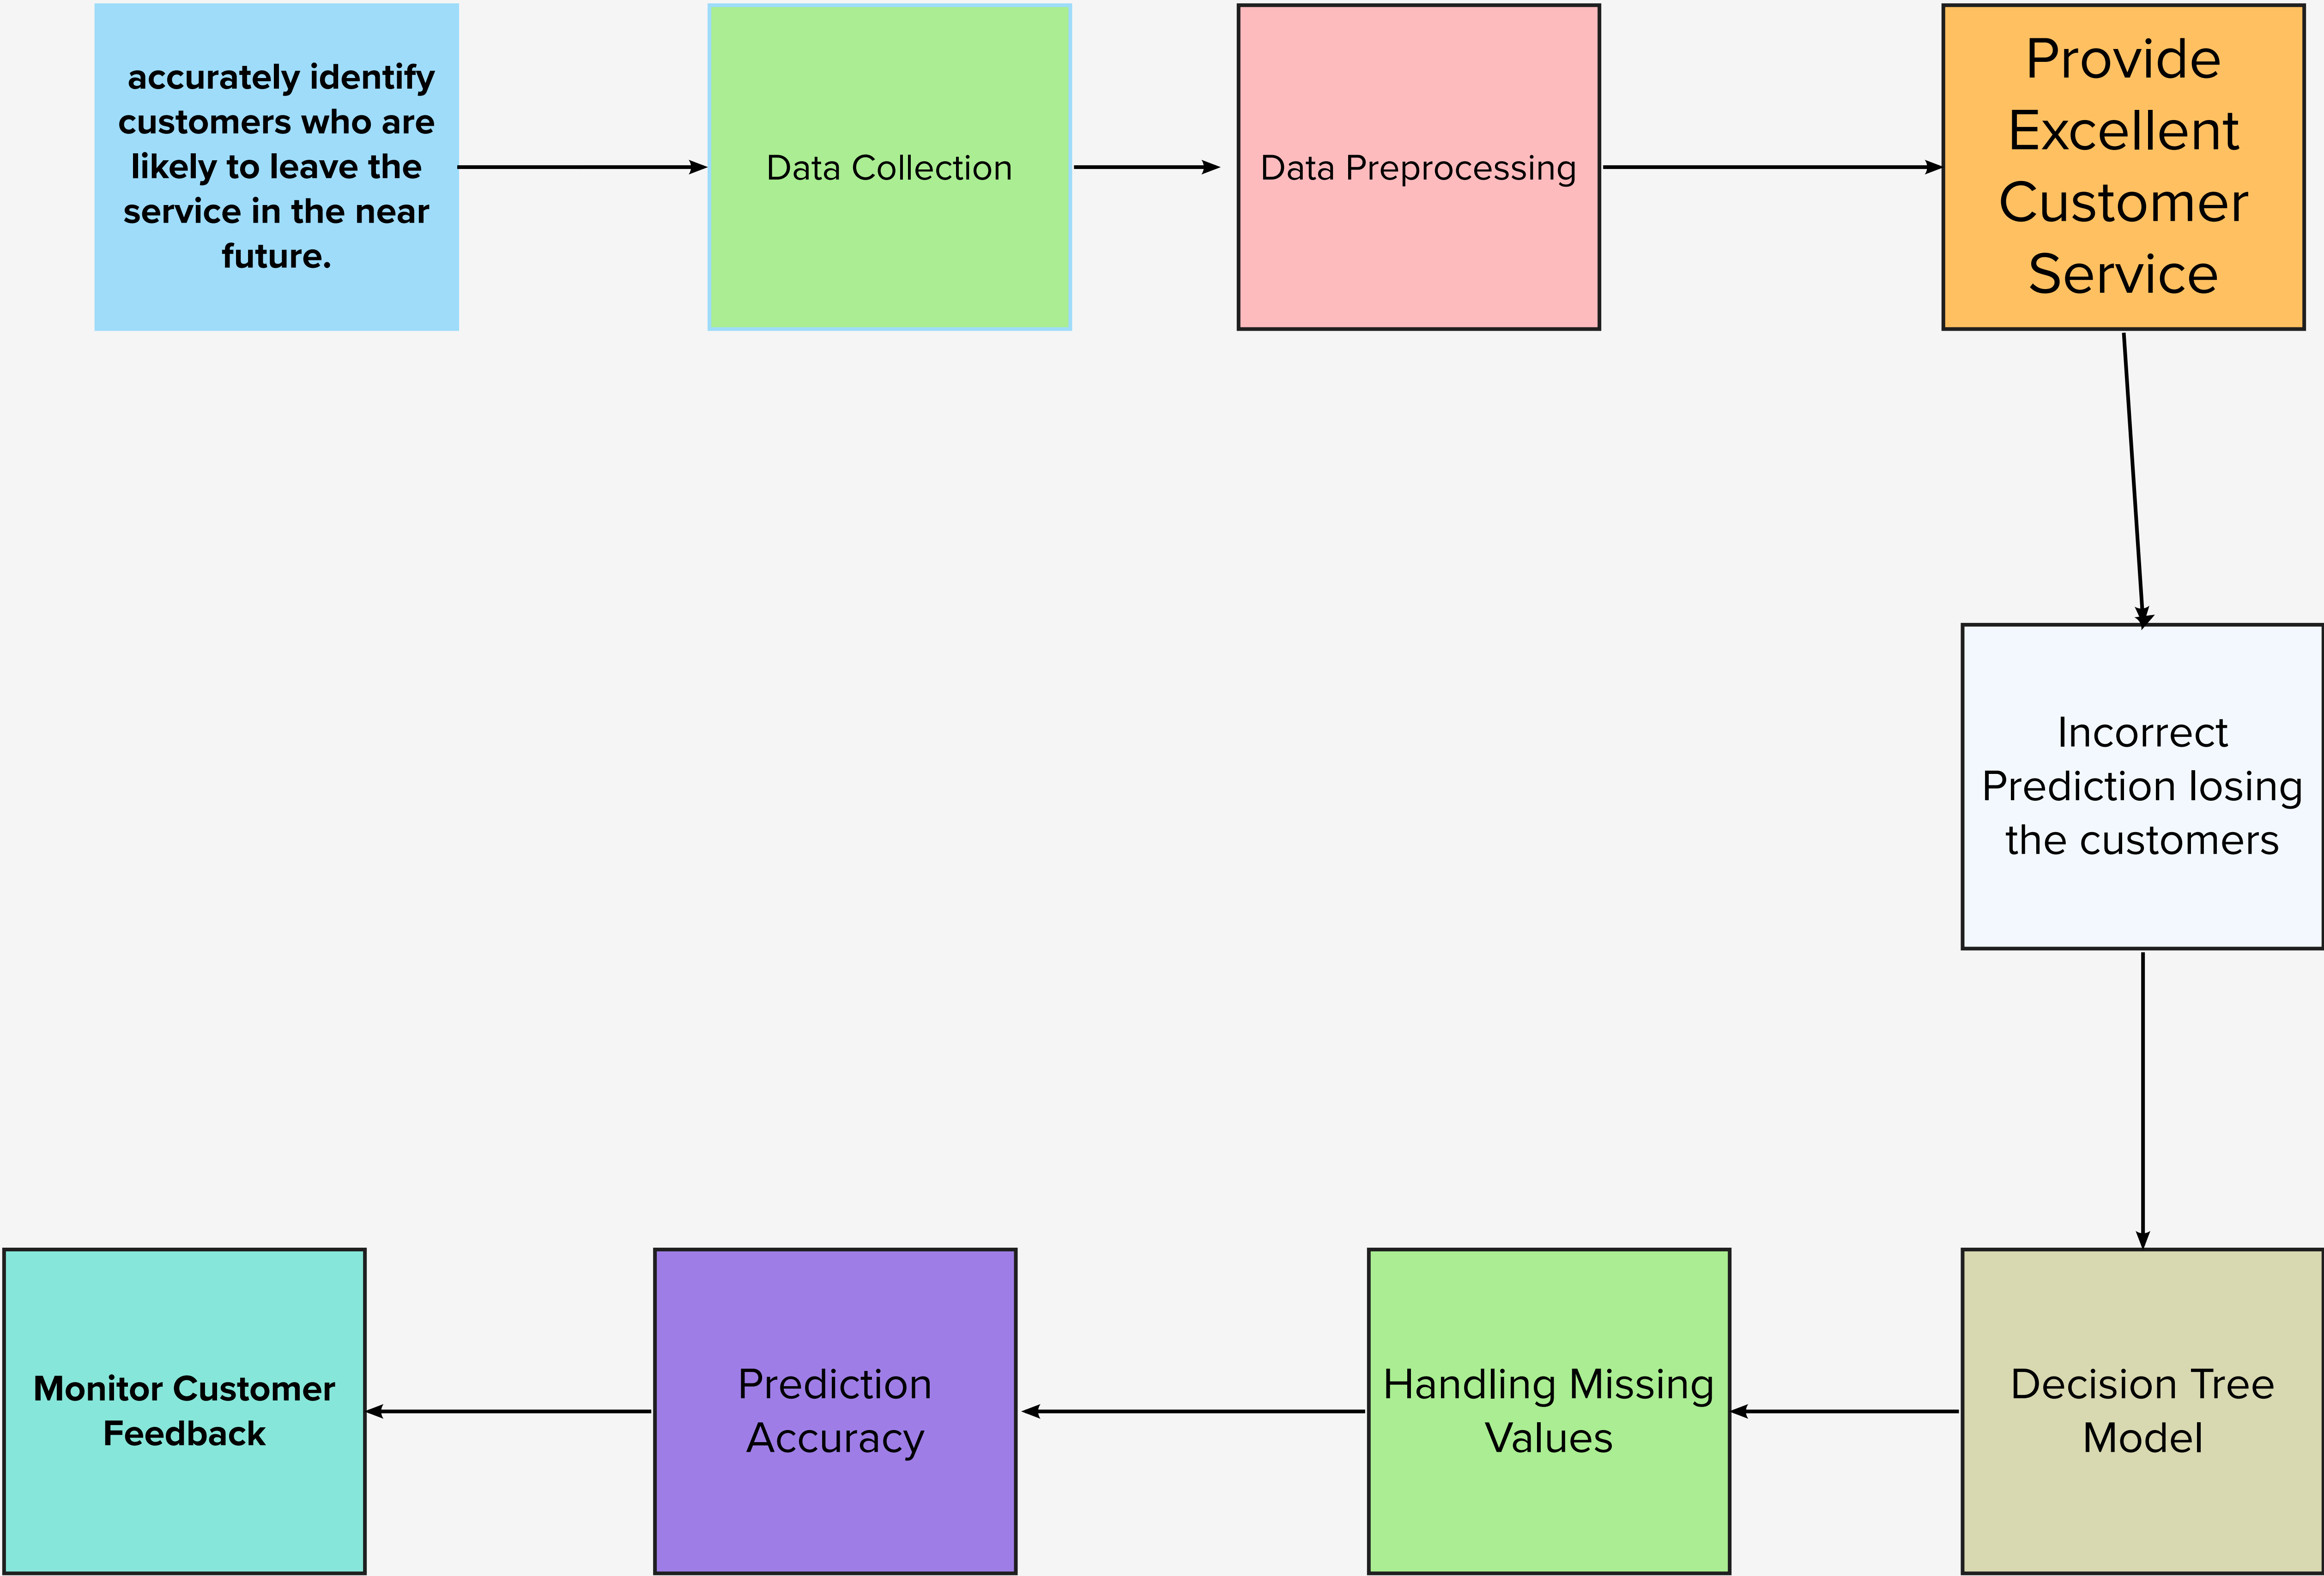 accurately identify
customers who are
likely to leave the
service in the near
future.
Data Collection
Data Preprocessing
Provide
Excellent
Customer
Service
Incorrect
Prediction losing
the customers
Decision Tree
Model
Handling Missing
Values
Prediction
Accuracy
Monitor Customer
Feedback